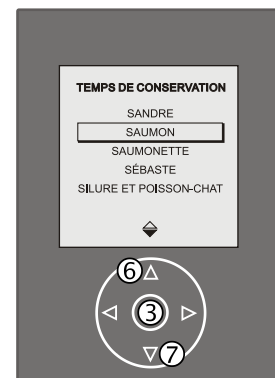 TEMPS DE CONSERVATION
SANDRE
SAUMON
SAUMONETTE
SÉBASTE
SILURE ET POISSON-CHAT
6
3
7